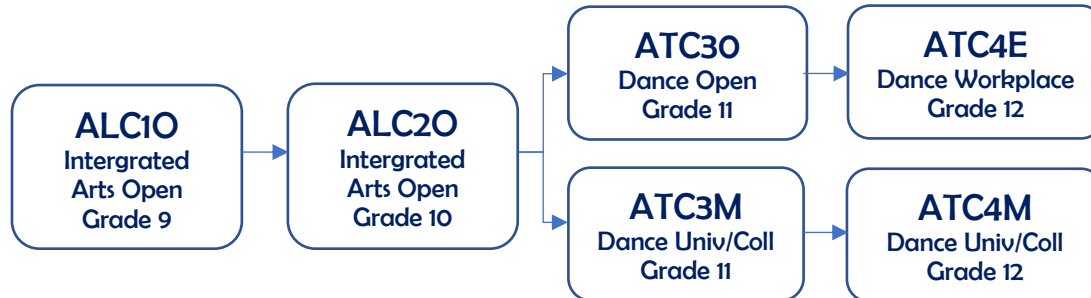 ALC1O
Intergrated
Arts Open
Grade 9
ALC2O
Intergrated
Arts Open
Grade 10
ATC3O
Dance Open
Grade 11
ATC4E
Dance Workplace
Grade 12
ATC3M
Dance Univ/Coll
Grade 11
ATC4M
Dance Univ/Coll
Grade 12